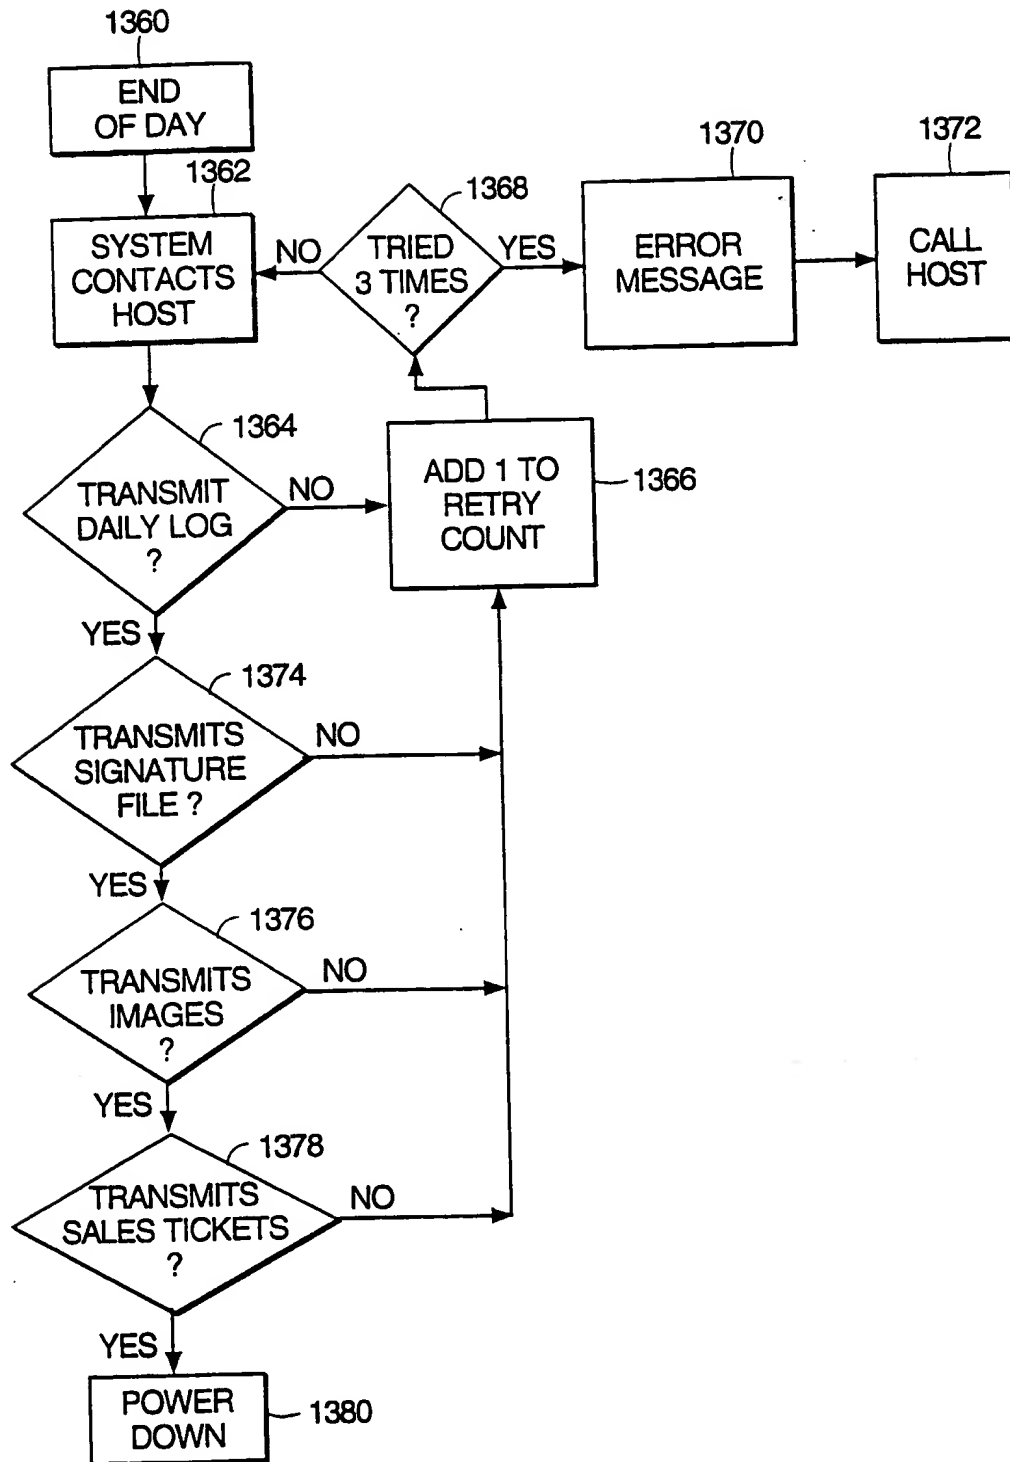 1360
END
OF DAY
1362
SYSTEM
CONTACTS
HOST
NO
TRIED
3 TIMES
?
1368
YES
1370
ERROR
MESSAGE
1372
CALL
HOST
1364
TRANSMIT
DAILY LOG
?
NO
ADD 1 TO
RETRY
COUNT
1366
YES
1374
TRANSMITS
SIGNATURE
FILE ?
NO
YES
1376
TRANSMITS
IMAGES
?
NO
YES
1378
TRANSMITS
SALES TICKETS
?
NO
YES
POWER
DOWN
1380